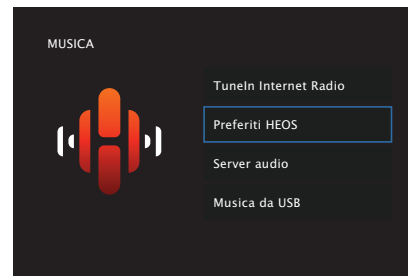 MUSICA
TuneIn Internet Radio
Preferiti HEOS
Server audio
Musica da USB